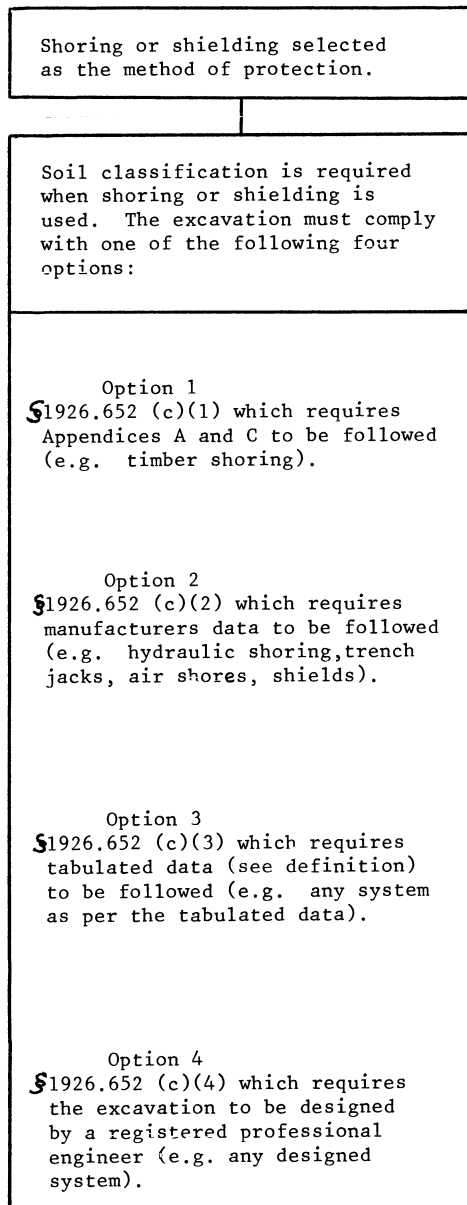 Shoring or shielding selected
as the method of protection.
Soil classification is required
when shoring or shielding is
used. The excavation must comply
with one of the following four
options:
Option 1
§1926.652 (c)(1) which requires
Appendices A and C to be followed
(e.g. timber shoring).
Option 2
§1926.652 (c)(2) which requires
manufacturers data to be followed
(e.g. hydraulic shoring,trench
jacks, air shores, shields).
Option 3
§1926.652 (c)(3) which requires
tabulated data (see definition)
to be followed (e.g. any system
as per the tabulated data).
Option 4
§1926.652 (c)(4) which requires
the excavation to be designed
by a registered professional
engineer (e.g. any designed
system).